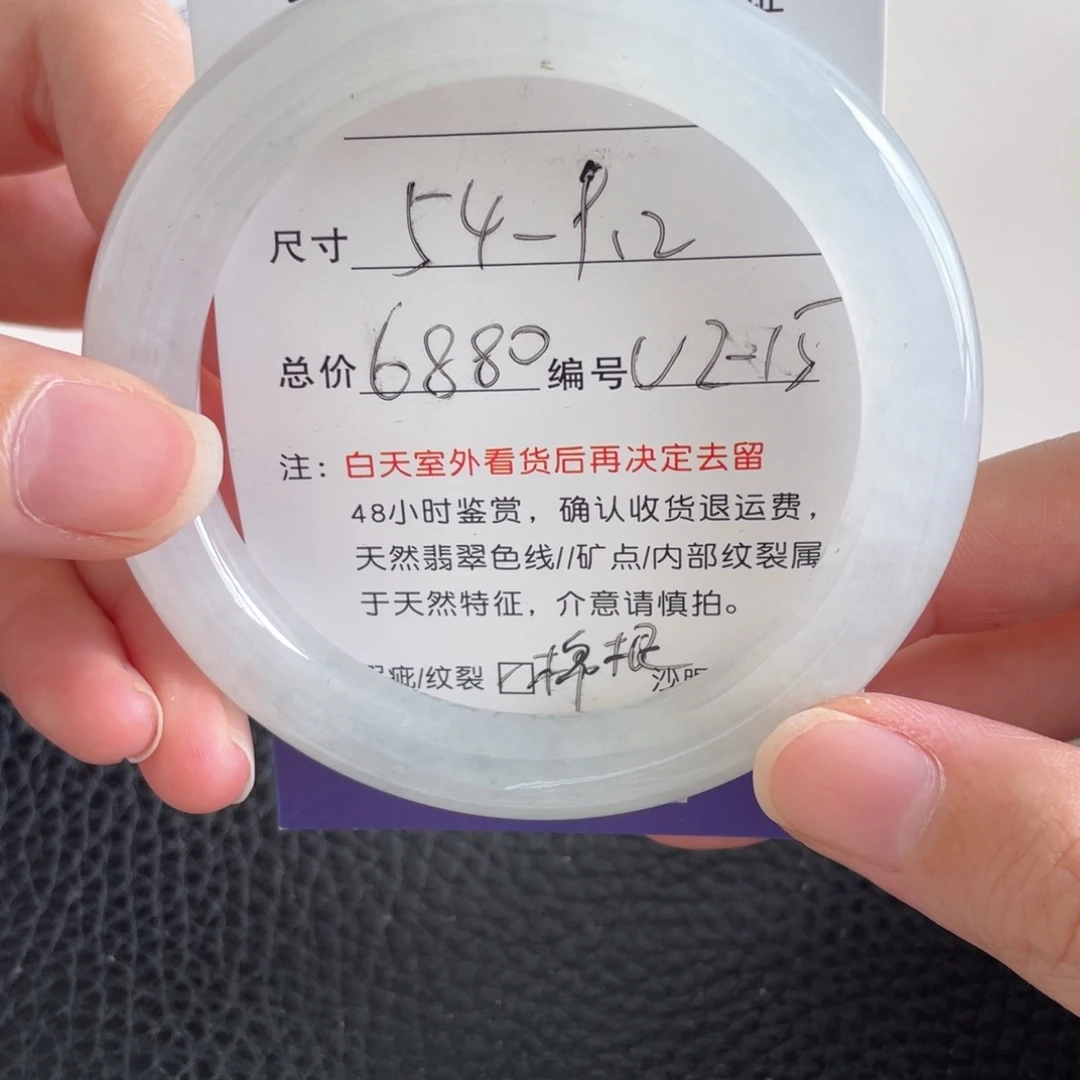 尺寸 54-9.2
总价 6880 编号 U2-15
注：白天室外看货后再决定去留
48小时鉴赏，确认收货退运费，
天然翡翠色线//矿点/内部纹裂属
于天然特征，介意请慎拍。
疵/纹裂 棉根